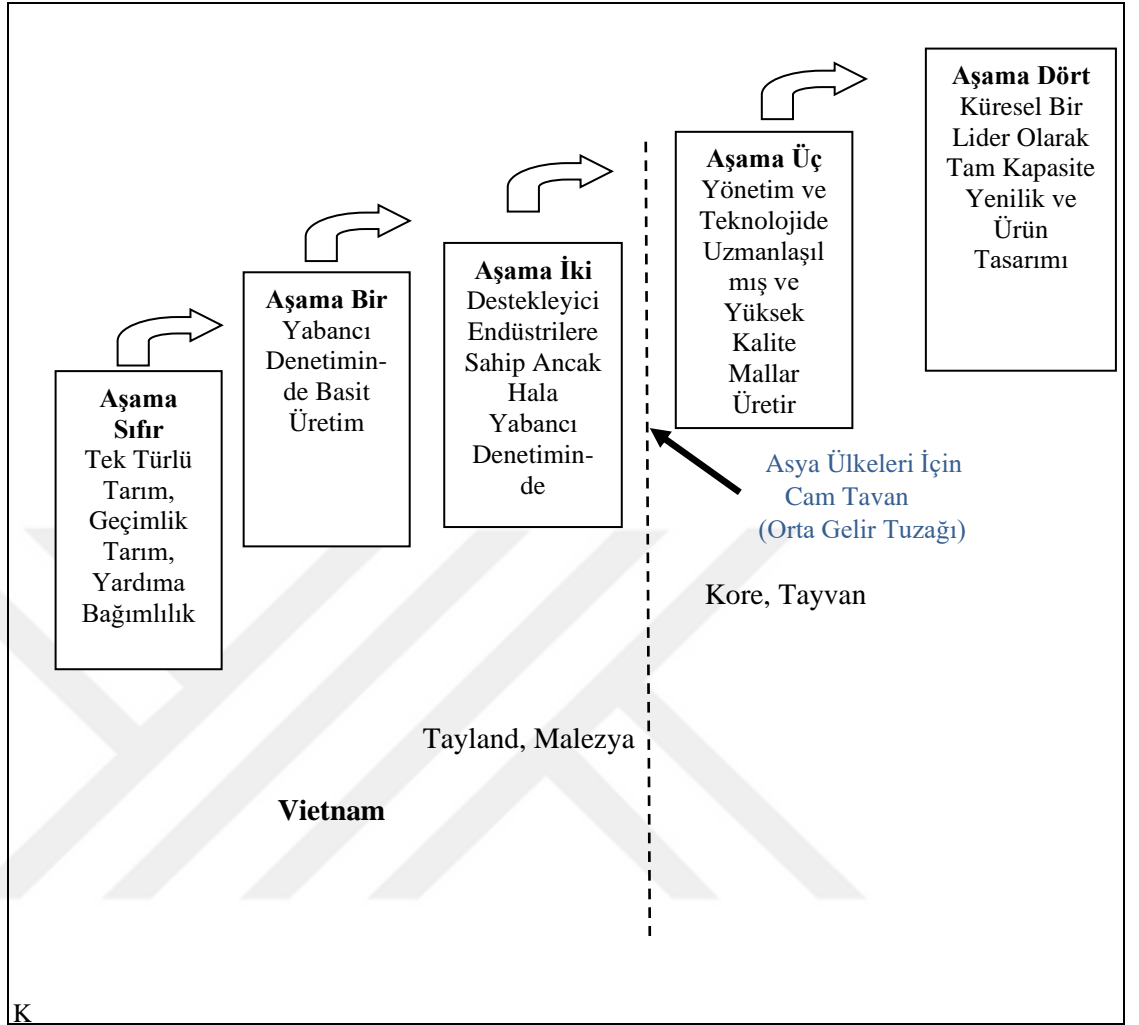 Aşama
Sıfır
Tek Türlü
Tarım,
Geçimlik
Tarım,
Yardıma
Bağımlılık
Aşama Bir
Yabancı
Denetimin-
de Basit
Üretim
Aşama İki
Destekleyici
Endüstrilere
Sahip Ancak
Hala
Yabancı
Denetimin-
de
Aşama Üç
Yönetim ve
Teknolojide
Uzmanlaşıl
mış ve
Yüksek
Kalite
Mallar
Üretir
Aşama Dört
Küresel Bir
Lider Olarak
Tam Kapasite
Yenilik ve
Ürün
Tasarımı
Asya Ülkeleri İçin
Cam Tavan
(Orta Gelir Tuzağı)
Kore, Tayvan
Tayland, Malezya
Vietnam
K